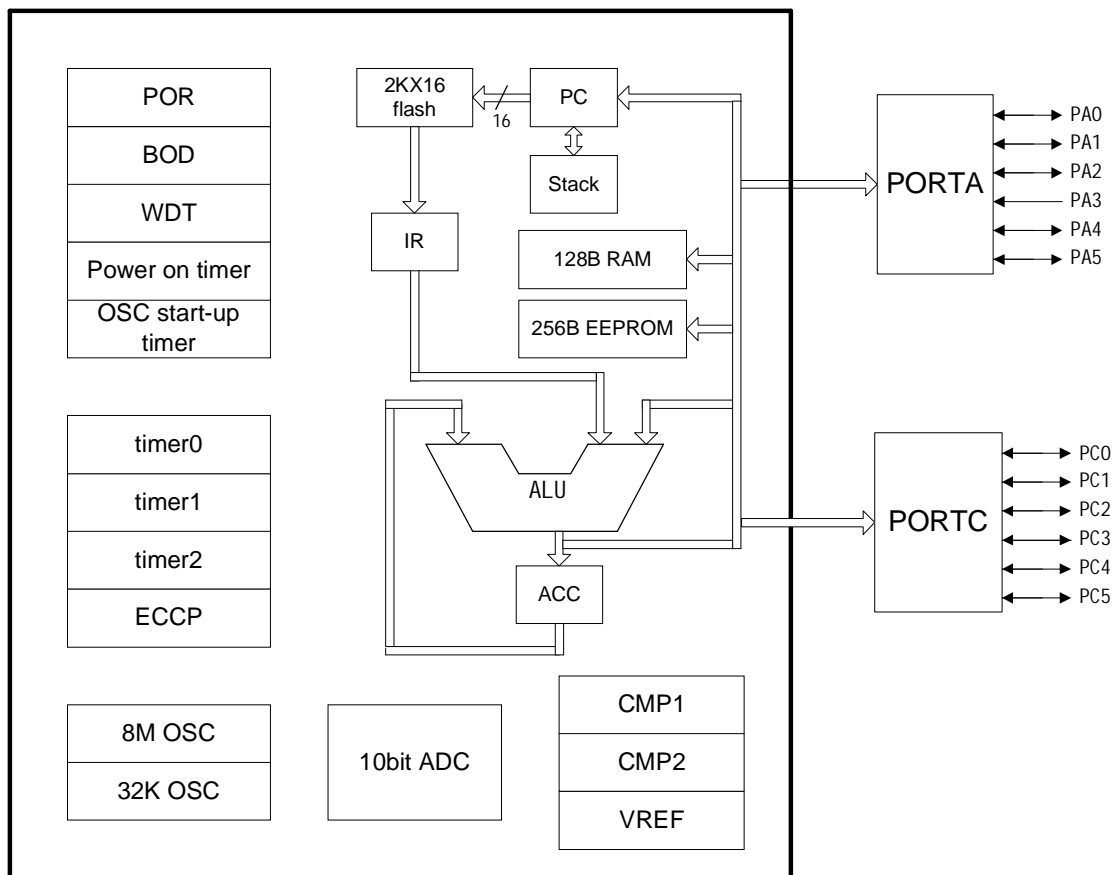 POR
BOD
WDT
Power on timer
OSC start-up
timer
timer0
timer1
timer2
ECCP
8M OSC
32K OSC
2KX16
flash
16
PC
Stack
IR
128B RAM
256B EEPROM
ALU
ACC
10bit ADC
CMP1
CMP2
VREF
PORTA
PA0
PA1
PA2
PA3
PA4
PA5
PORTC
PC0
PC1
PC2
PC3
PC4
PC5